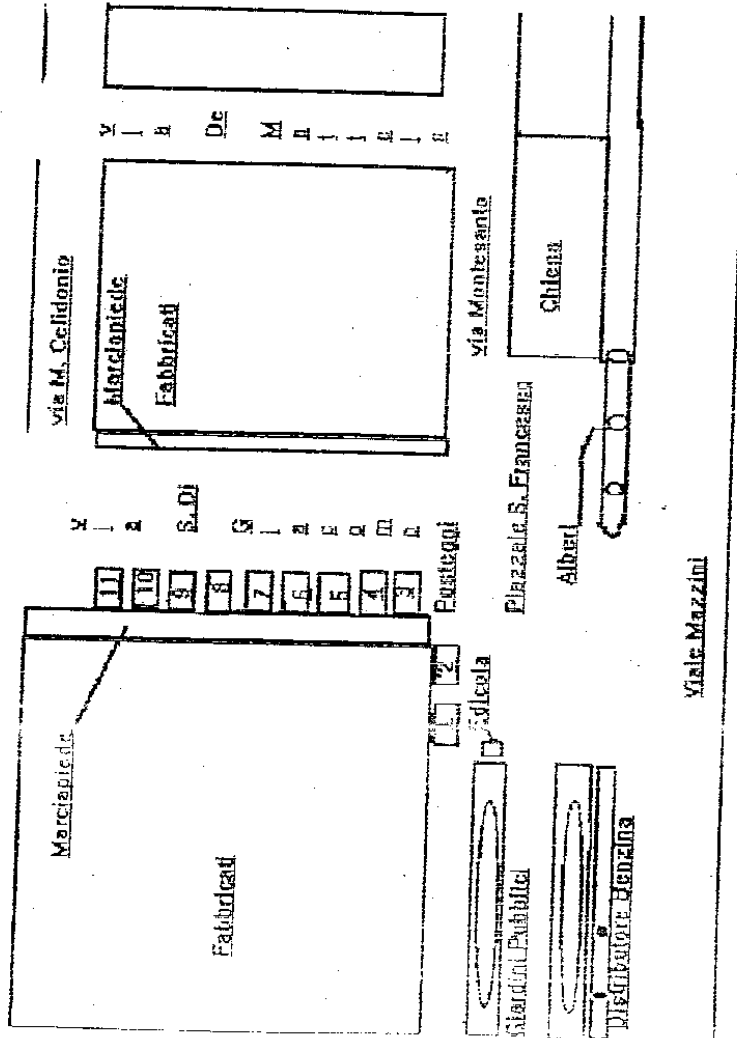 via M. Celidonio
Marciapiede
Marciapiede
Fabbricati
Fabbricati
Via S. Di Giacomo
Via De Matteis
11
10
9
8
7
6
5
4
3
2
1
Posteggi
Edicola
via Montesanto
Giardini Pubblici
Piazzale S. Francesco
Chiesa
Alberi
Distributore Benzina
Viale Mazzini